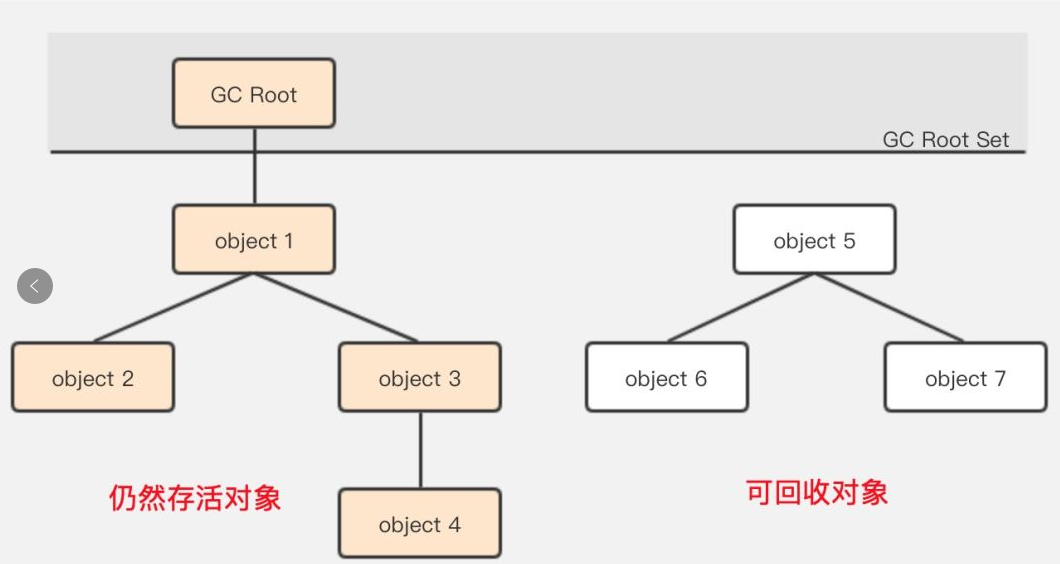 GC Root
GC Root Set
object 1
object 5
object 2
object 3
object 6
object 7
仍然存活对象
可回收对象
object 4